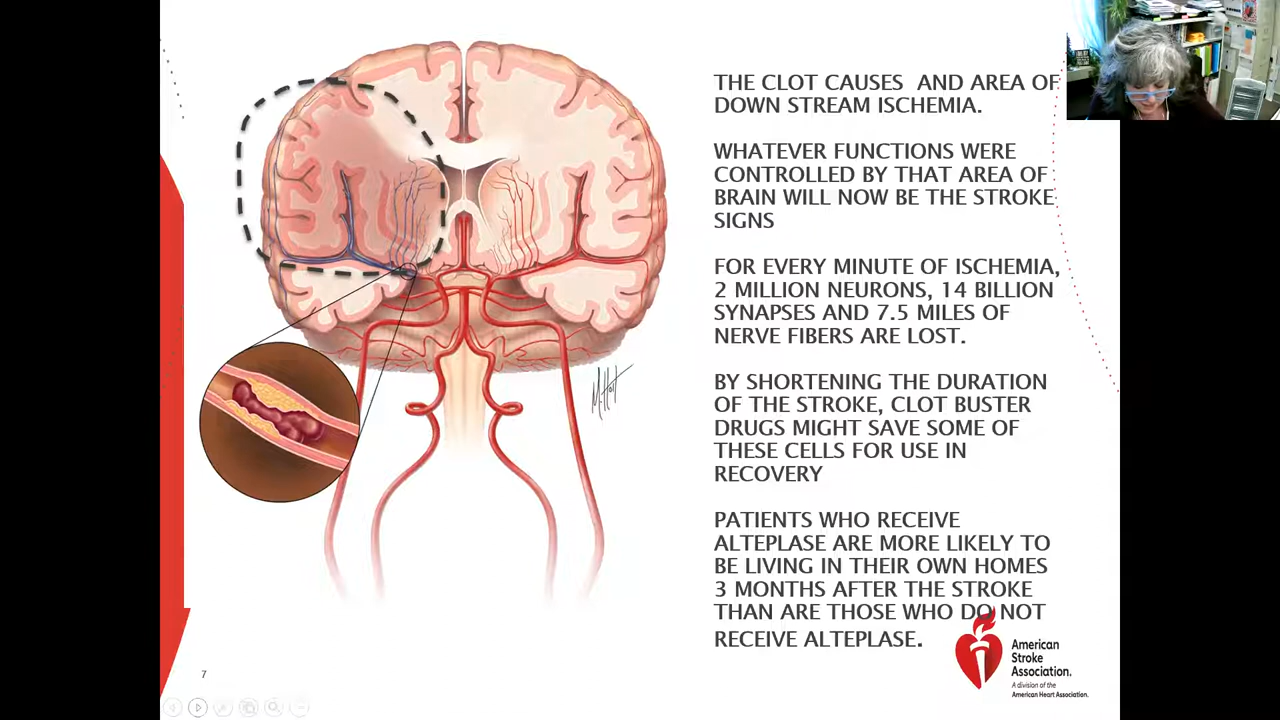 THE CLOT CAUSES AND AREA OF
DOWN STREAM ISCHEMIA.
WHATEVER FUNCTIONS WERE
CONTROLLED BY THAT AREA OF
BRAIN WILL NOW BE THE STROKE
SIGNS
FOR EVERY MINUTE OF ISCHEMIA,
2 MILLION NEURONS, 14 BILLION
SYNAPSES AND 7.5 MILES OF
NERVE FIBERS ARE LOST.
BY SHORTENING THE DURATION
OF THE STROKE, CLOT BUSTER
DRUGS MIGHT SAVE SOME OF
THESE CELLS FOR USE IN
RECOVERY
PATIENTS WHO RECEIVE
ALTEPLASE ARE MORE LIKELY TO
BE LIVING IN THEIR OWN HOMES
3 MONTHS AFTER THE STROKE
THAN ARE THOSE WHO DO NOT
RECEIVE ALTEPLASE.
American
Stroke
Association.
A division of the
American Heart Association.
7